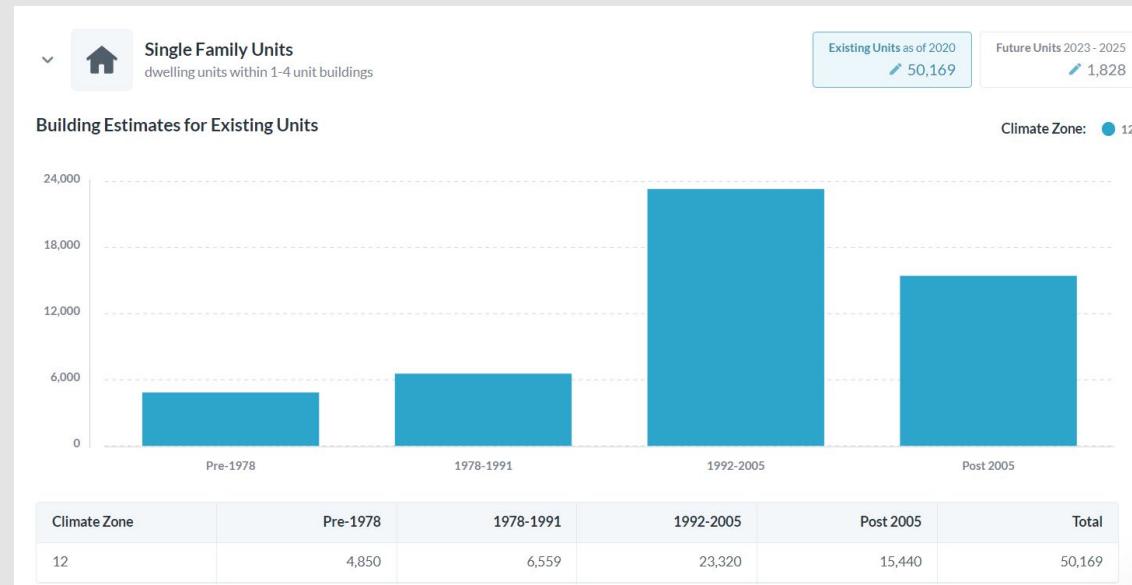 Single Family Units
dwelling units within 1-4 unit buildings
Existing Units as of 2020
50,169
Future Units 2023 - 2025
1,828
Building Estimates for Existing Units
Climate Zone: 12
24,000
18,000
12,000
6,000
0
Pre-1978 1978-1991 1992-2005 Post 2005
Climate Zone Pre-1978 1978-1991 1992-2005 Post 2005 Total
12 4,850 6,559 23,320 15,440 50,169